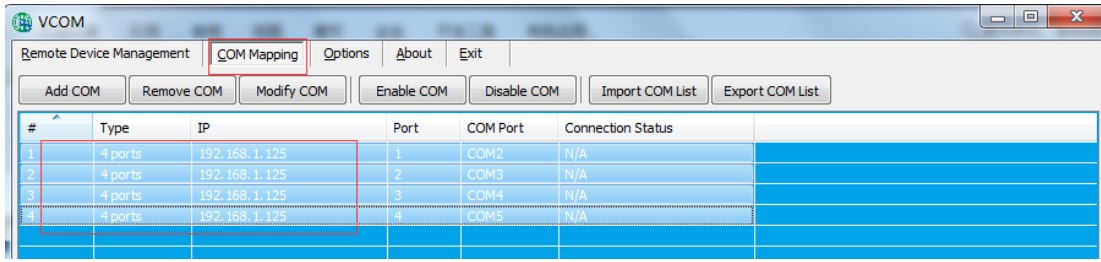 VCOM
Remote Device Management COM Mapping Options About Exit
Add COM Remove COM Modify COM Enable COM Disable COM Import COM List Export COM List
# Type IP Port COM Port Connection Status
1 4 ports 192.168.1.125 1 COM2 N/A
2 4 ports 192.168.1.125 2 COM3 N/A
3 4 ports 192.168.1.125 3 COM4 N/A
4 4 ports 192.168.1.125 4 COM5 N/A